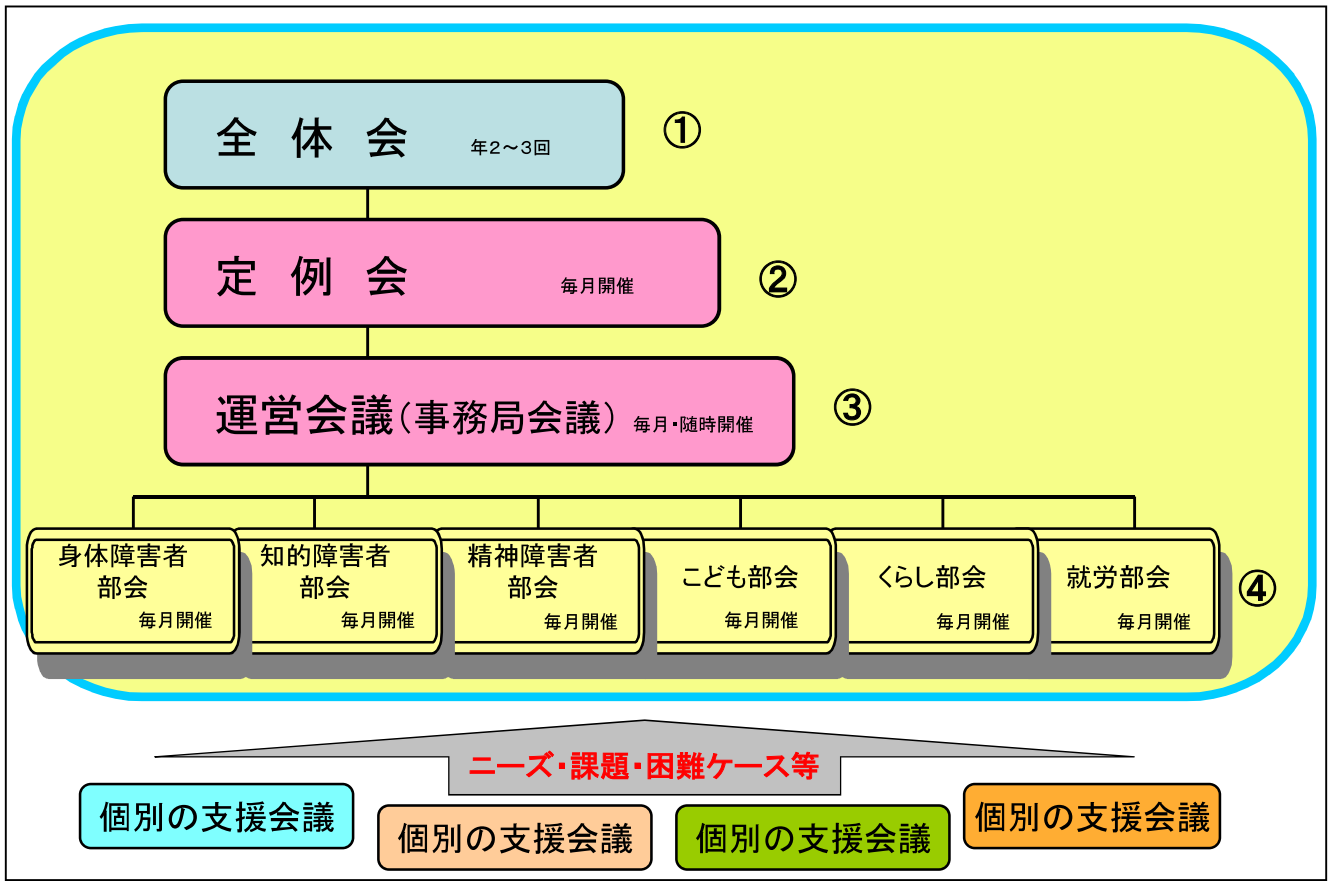 全 体 会 年2～3回 ①
定 例 会 毎月開催 ②
運営会議（事務局会議） 毎月・随時開催 ③
身体障害者
部会
毎月開催
知的障害者
部会
毎月開催
精神障害者
部会
毎月開催
こども部会
毎月開催
くらし部会
毎月開催
就労部会
毎月開催
④
ニーズ・課題・困難ケース等
個別の支援会議
個別の支援会議
個別の支援会議
個別の支援会議